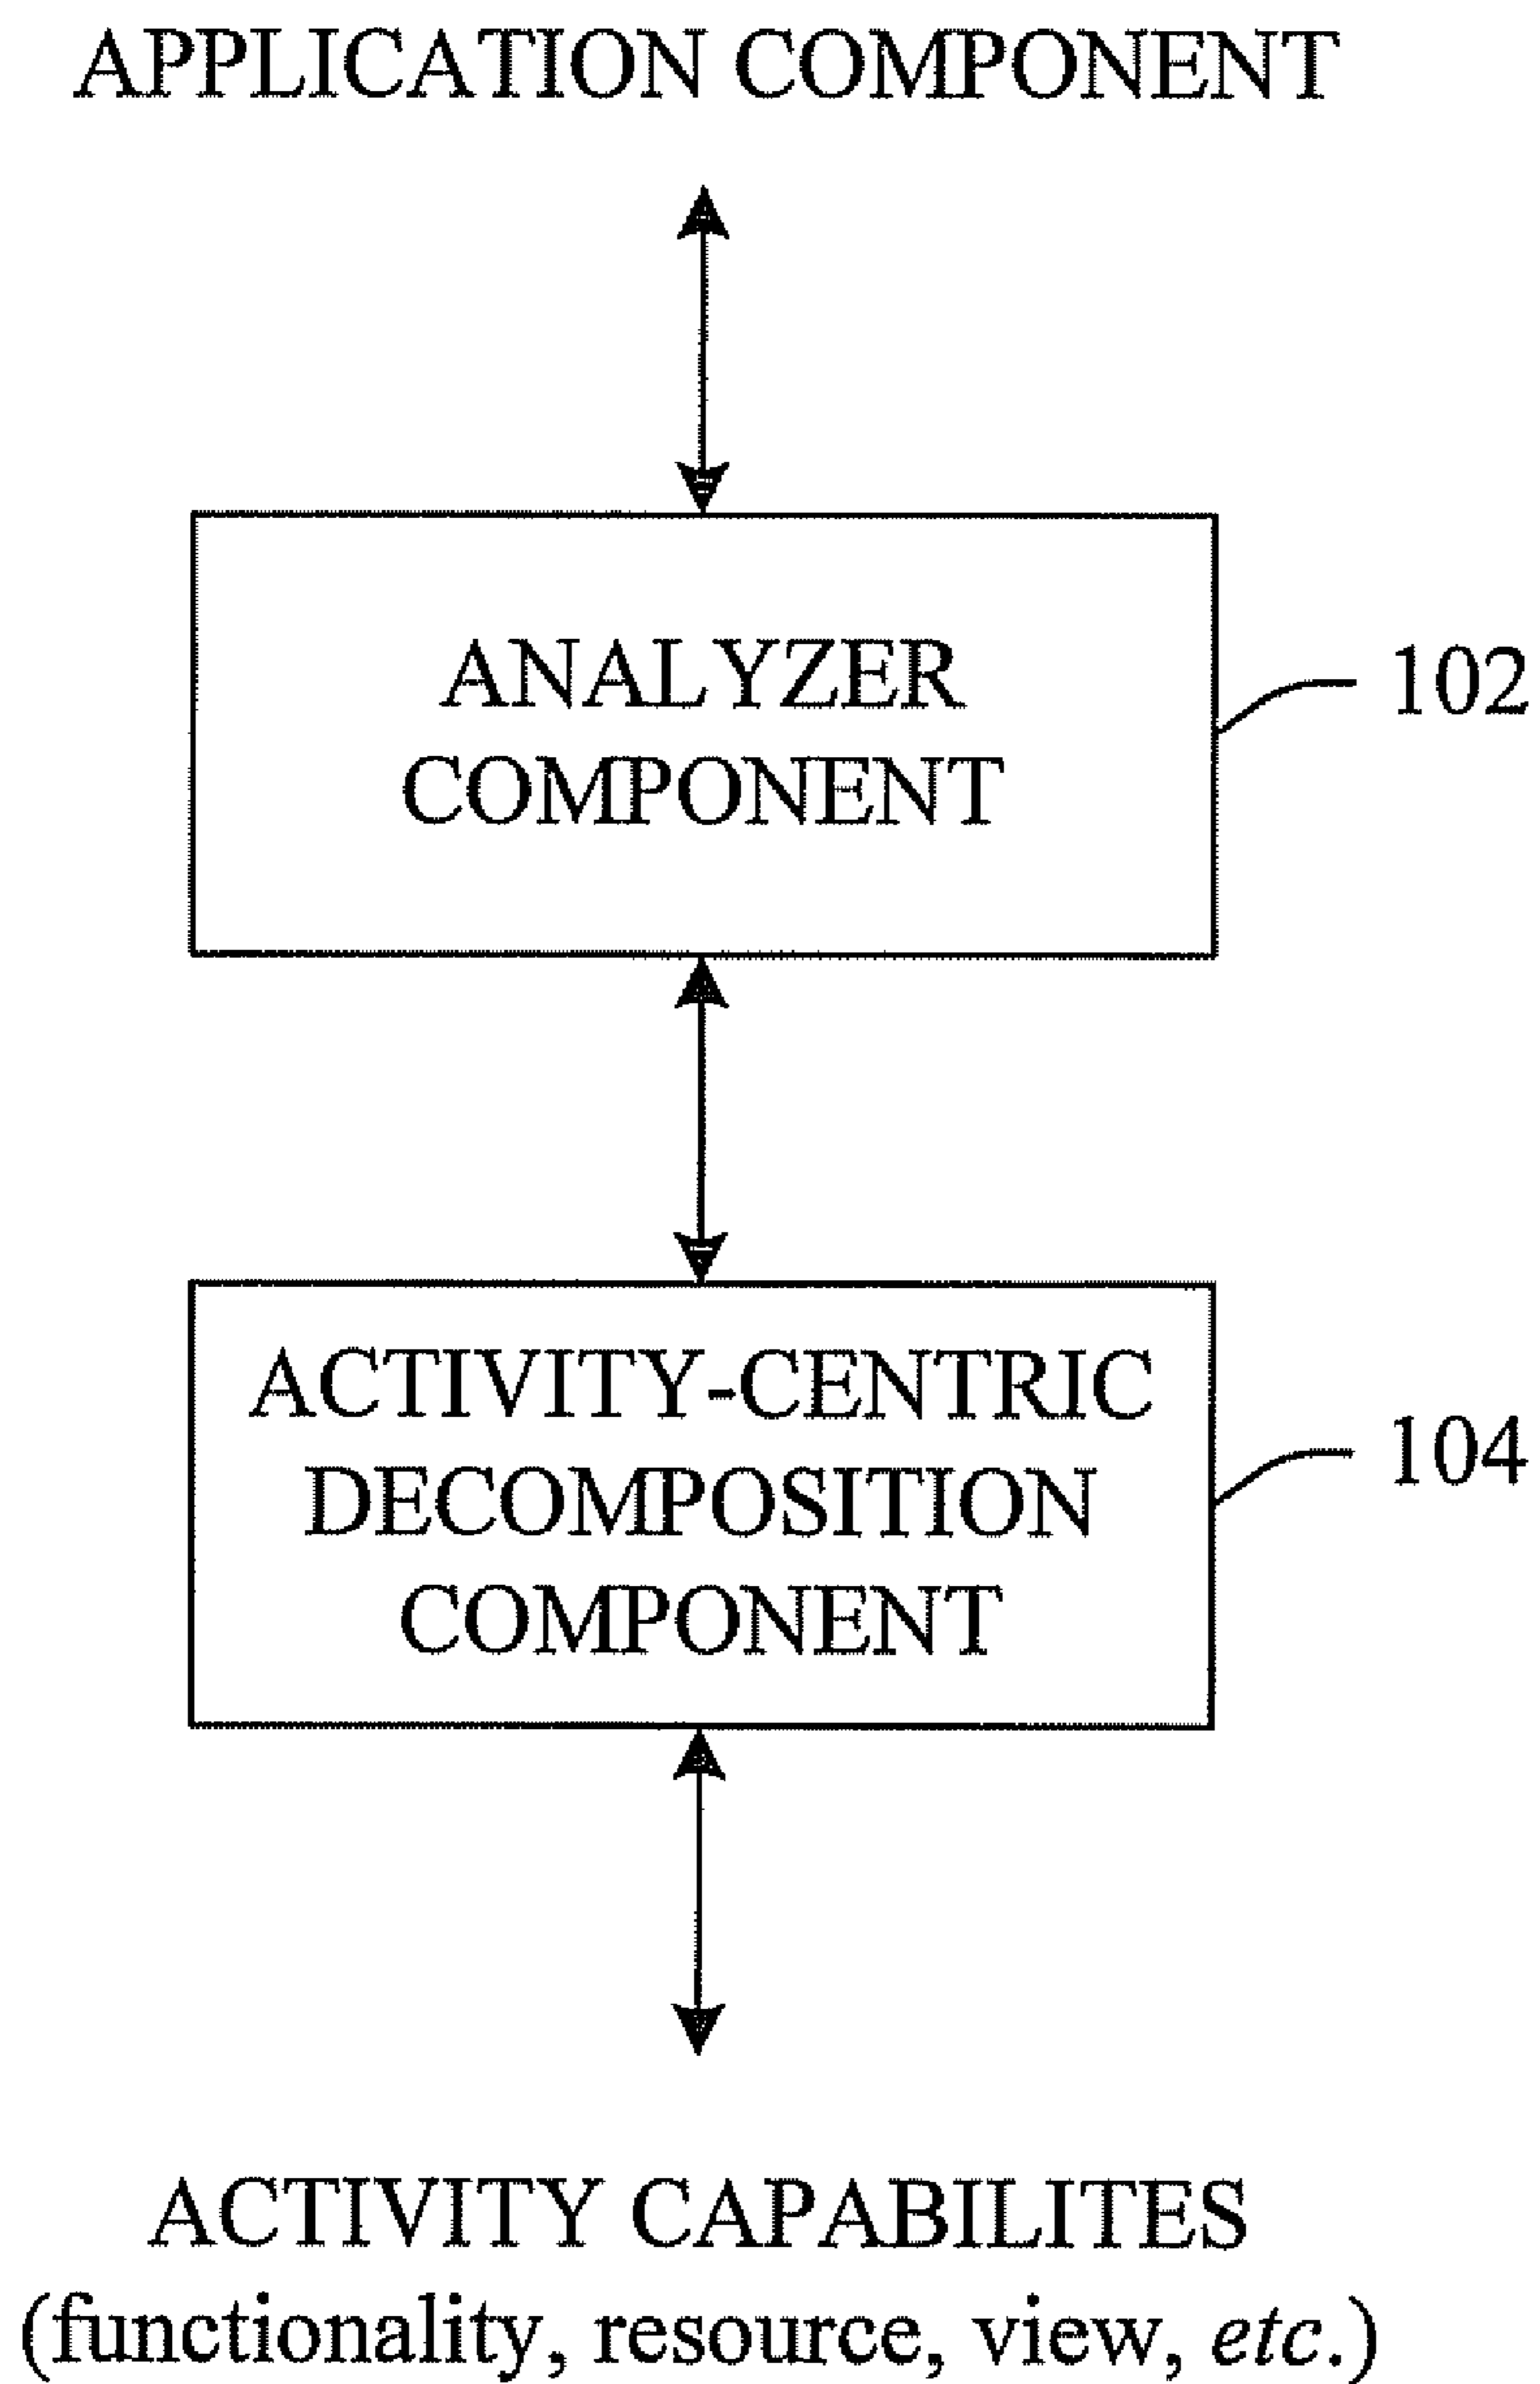 APPLICATION COMPONENT
ANALYZER
COMPONENT
102
ACTIVITY-CENTRIC
DECOMPOSITION
COMPONENT
104
ACTIVITY CAPABILITES
(functionality, resource, view, etc.)